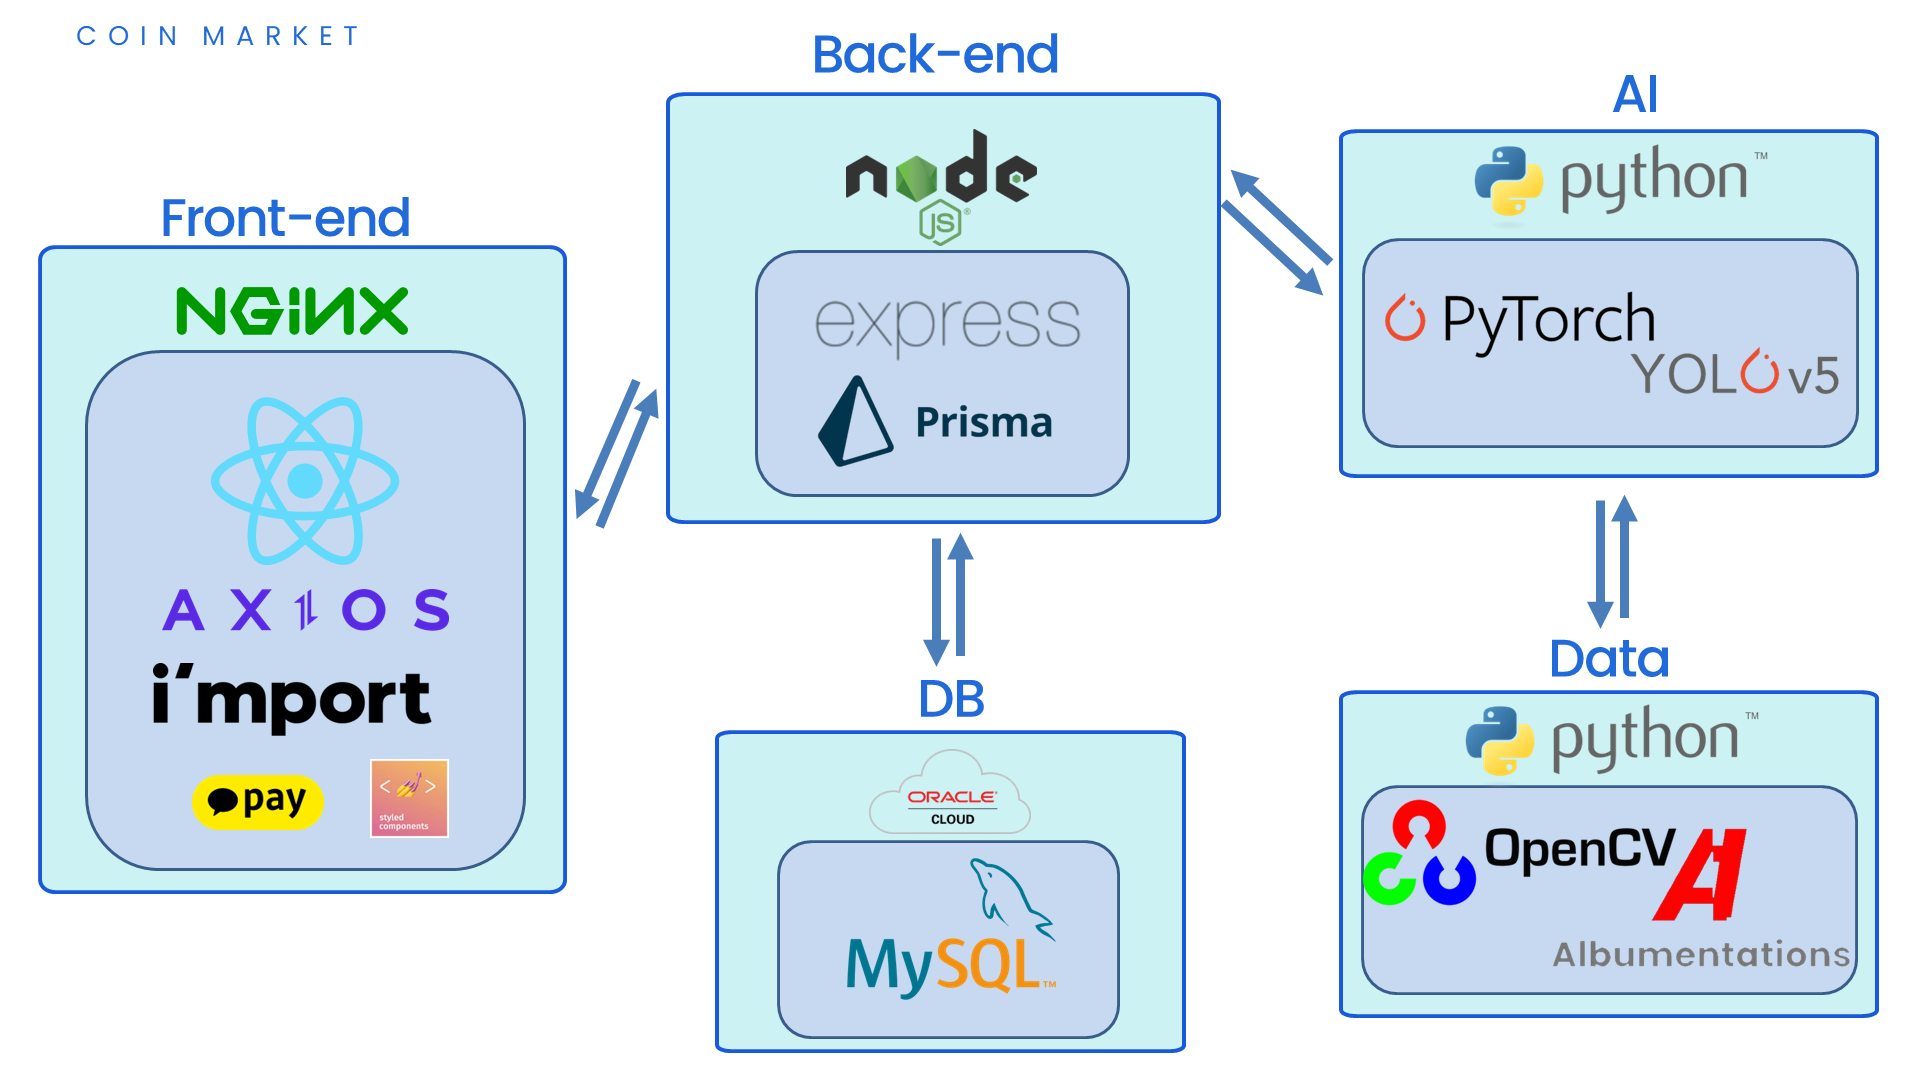 COIN MARKET
Front-end
NGiNX
AXIOS
i'mport
pay
< >
styled
components
Back-end
node
JS®
express
Prisma
DB
ORACLE®
CLOUD
MySQL™
AI
python™
PyTorch
YOLOv5
Data
python™
OpenCV
AI
Albumentations